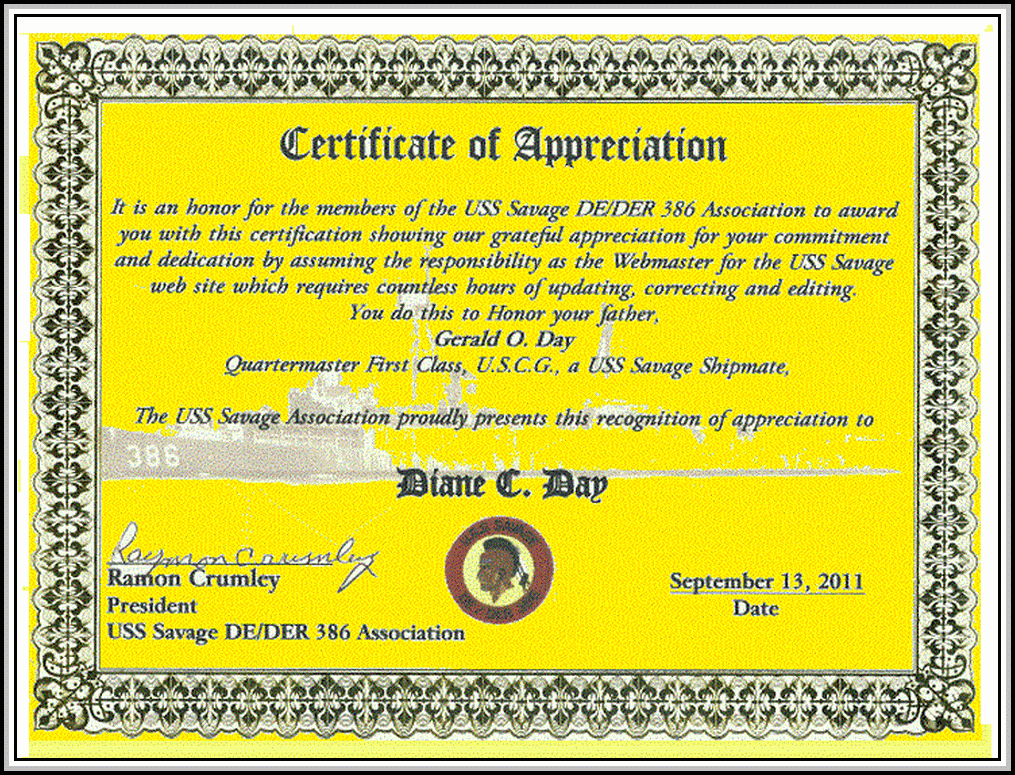 Certificate of Appreciation
It is an honor for the members of the USS Savage DE/DER 386 Association to award
you with this certification showing our grateful appreciation for your commitment
and dedication by assuming the responsibility as the Webmaster for the USS Savage
web site which requires countless hours of updating, correcting and editing.
You do this to Honor your father,
Gerald O. Day
Quartermaster First Class, U.S.C.G., a USS Savage Shipmate,
The USS Savage Association proudly presents this recognition of appreciation to
386
Diane C. Day
U.S.S. SAVAGE
Raymon Crumley
Ramon Crumley
President
USS Savage DE/DER 386 Association
September 13, 2011
Date